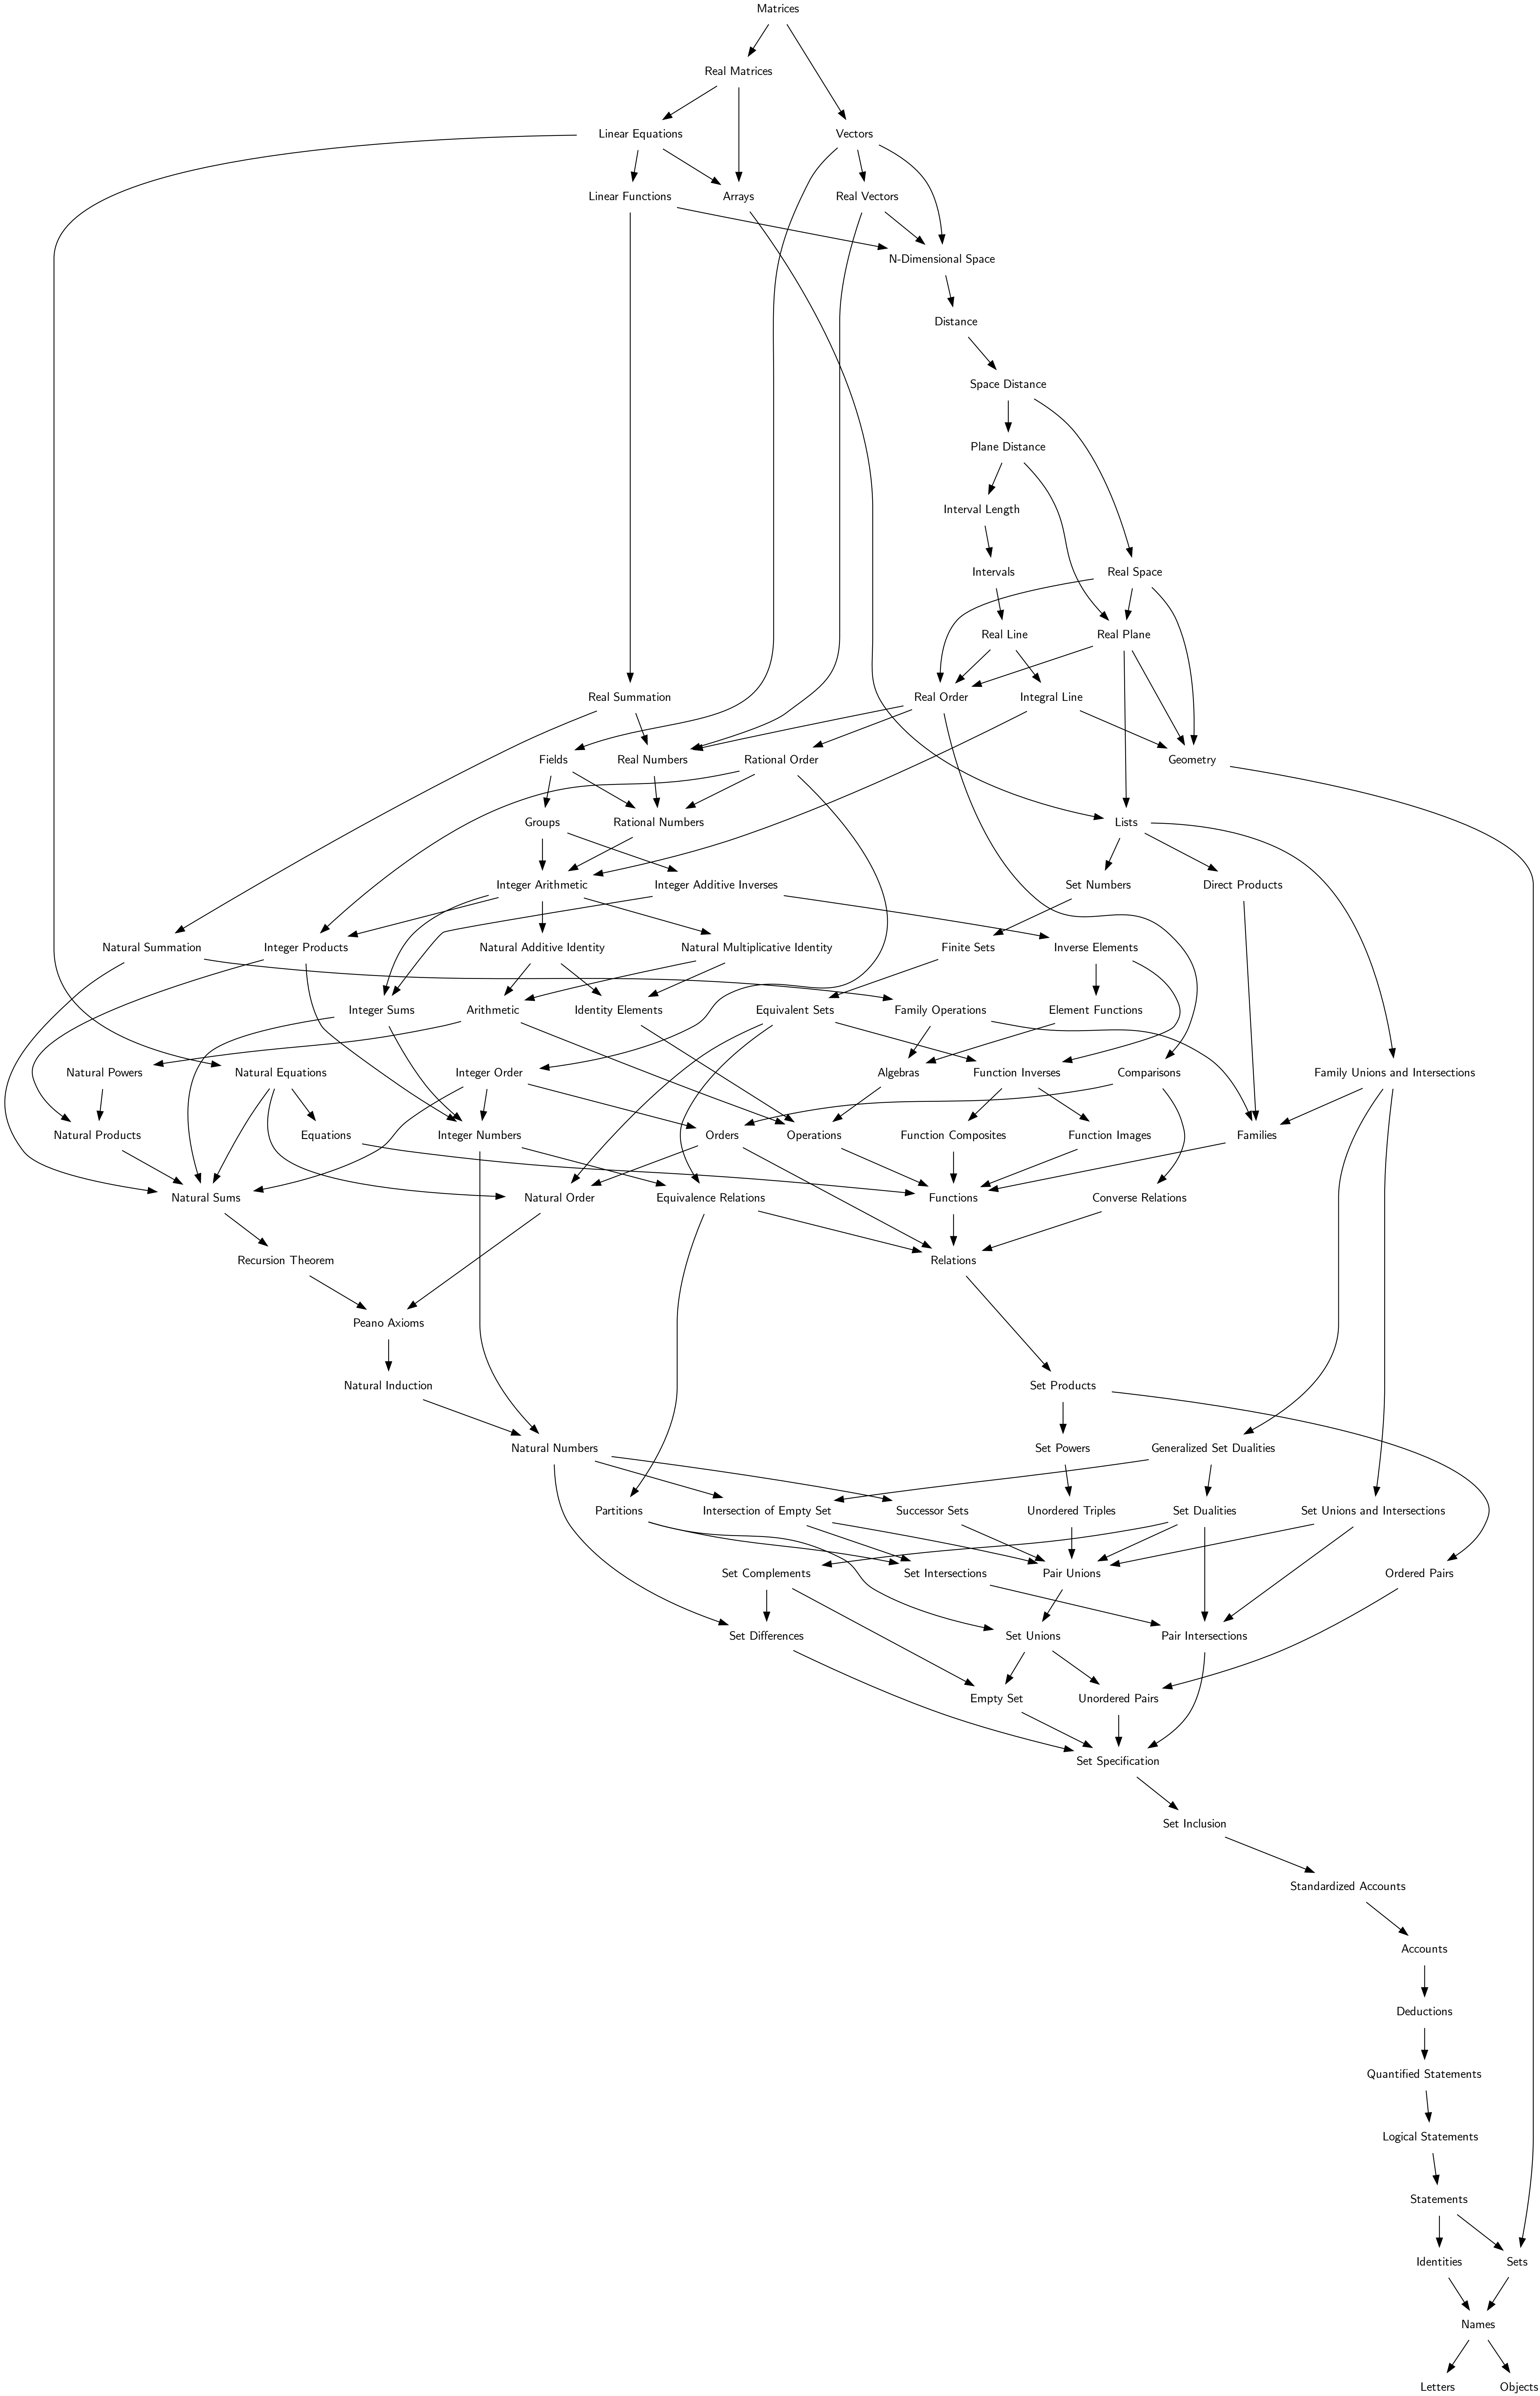 Matrices
Real Matrices
Linear Equations
Vectors
Linear Functions
Arrays
Real Vectors
N-Dimensional Space
Distance
Space Distance
Plane Distance
Interval Length
Intervals
Real Space
Real Line
Real Plane
Real Summation
Real Order
Integral Line
Fields
Real Numbers
Rational Order
Geometry
Groups
Rational Numbers
Lists
Integer Arithmetic
Integer Additive Inverses
Set Numbers
Direct Products
Natural Summation
Integer Products
Natural Additive Identity
Natural Multiplicative Identity
Finite Sets
Inverse Elements
Integer Sums
Arithmetic
Identity Elements
Equivalent Sets
Family Operations
Element Functions
Natural Powers
Natural Equations
Integer Order
Algebras
Function Inverses
Comparisons
Family Unions and Intersections
Natural Products
Equations
Integer Numbers
Orders
Operations
Function Composites
Function Images
Families
Natural Sums
Natural Order
Equivalence Relations
Functions
Converse Relations
Recursion Theorem
Relations
Peano Axioms
Natural Induction
Set Products
Natural Numbers
Set Powers
Generalized Set Dualities
Partitions
Intersection of Empty Set
Successor Sets
Unordered Triples
Set Dualities
Set Unions and Intersections
Set Complements
Set Intersections
Pair Unions
Ordered Pairs
Set Differences
Set Unions
Pair Intersections
Empty Set
Unordered Pairs
Set Specification
Set Inclusion
Standardized Accounts
Accounts
Deductions
Quantified Statements
Logical Statements
Statements
Identities
Sets
Names
Letters
Objects